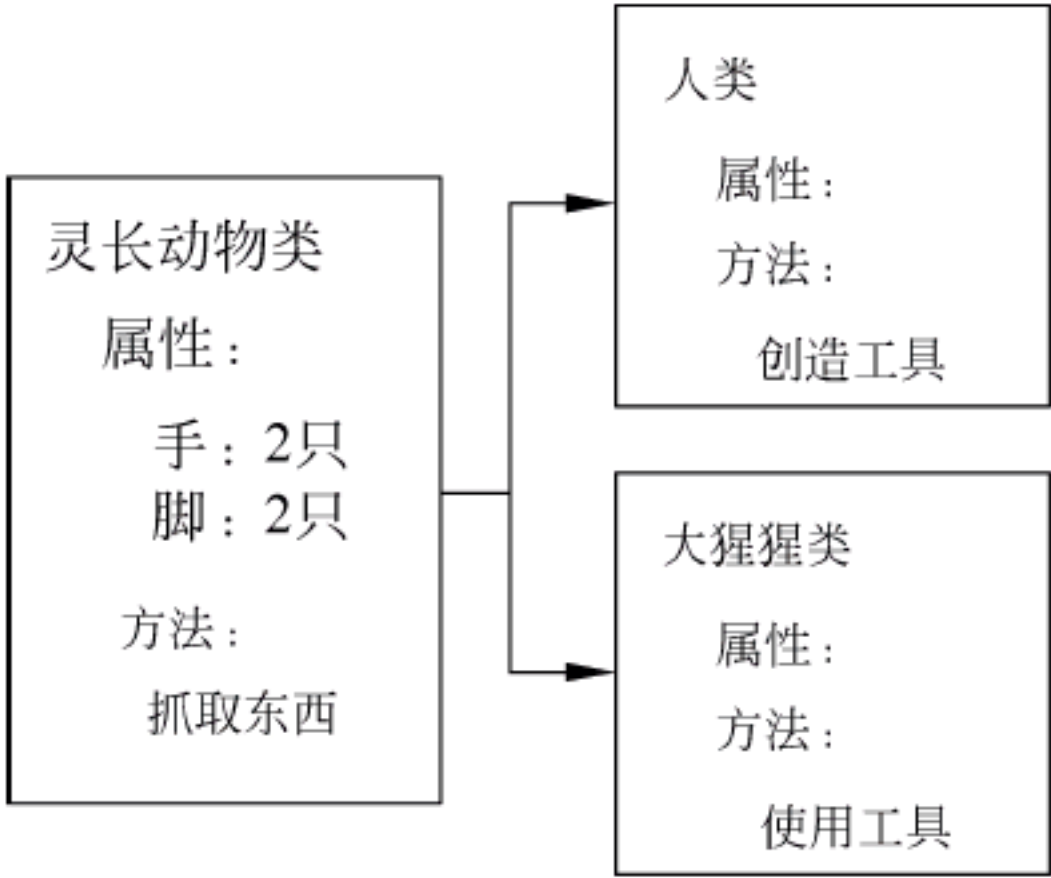 灵长动物类
属性：
手：2只
脚：2只
方法：
抓取东西
人类
属性：
方法：
创造工具
大猩猩类
属性：
方法：
使用工具